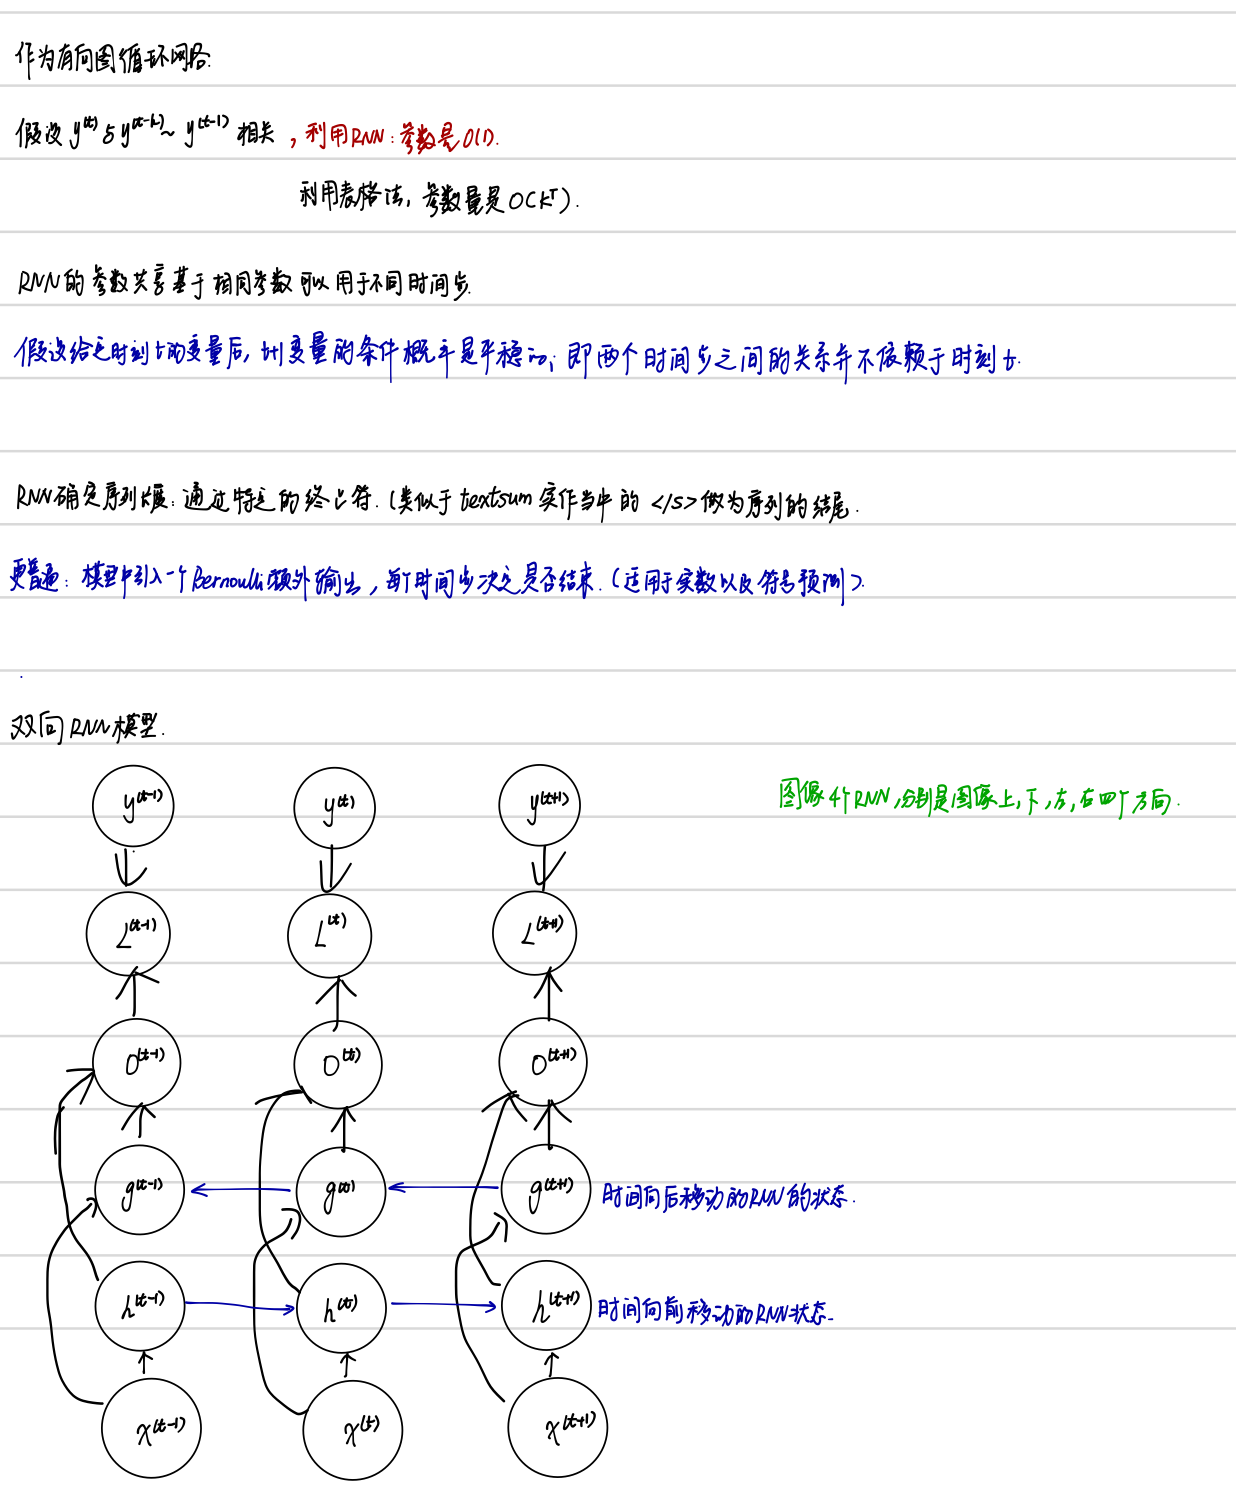 作为有向图循环网络.
假设 y^(t) 与 y^(t-k) ~ y^(t-1) 相关 , 利用RNN : 参数是O(1).
利用表格法, 参数量是O(K^T).
RNN的参数共享基于相同参数可以用于不同时间步.
假设给定时刻t的变量后, t+1变量的条件概率是平稳的, 即两个时间步之间的关系并不依赖于时刻t.
RNN确定序列长度: 通过特定的终止符. (类似于textsum 实作当中的 </s> 做为序列的结尾.
更普遍: 模型中引入一个Bernoulli额外输出, 每个时间步决定是否结束. (适用于实数以及符号预测).
双向RNN模型.
图像4个RNN,分别是图像上,下,左,右四个方向.
y^(t-1) y^(t) y^(t+1)
L^(t-1) L^(t) L^(t+1)
O^(t-1) O^(t) O^(t+1)
g^(t-1) g^(t) g^(t+1) 时间向后移动的RNN的状态.
h^(t-1) h^(t) h^(t+1) 时间向前移动的RNN状态.
x^(t-1) x^(t) x^(t+1)